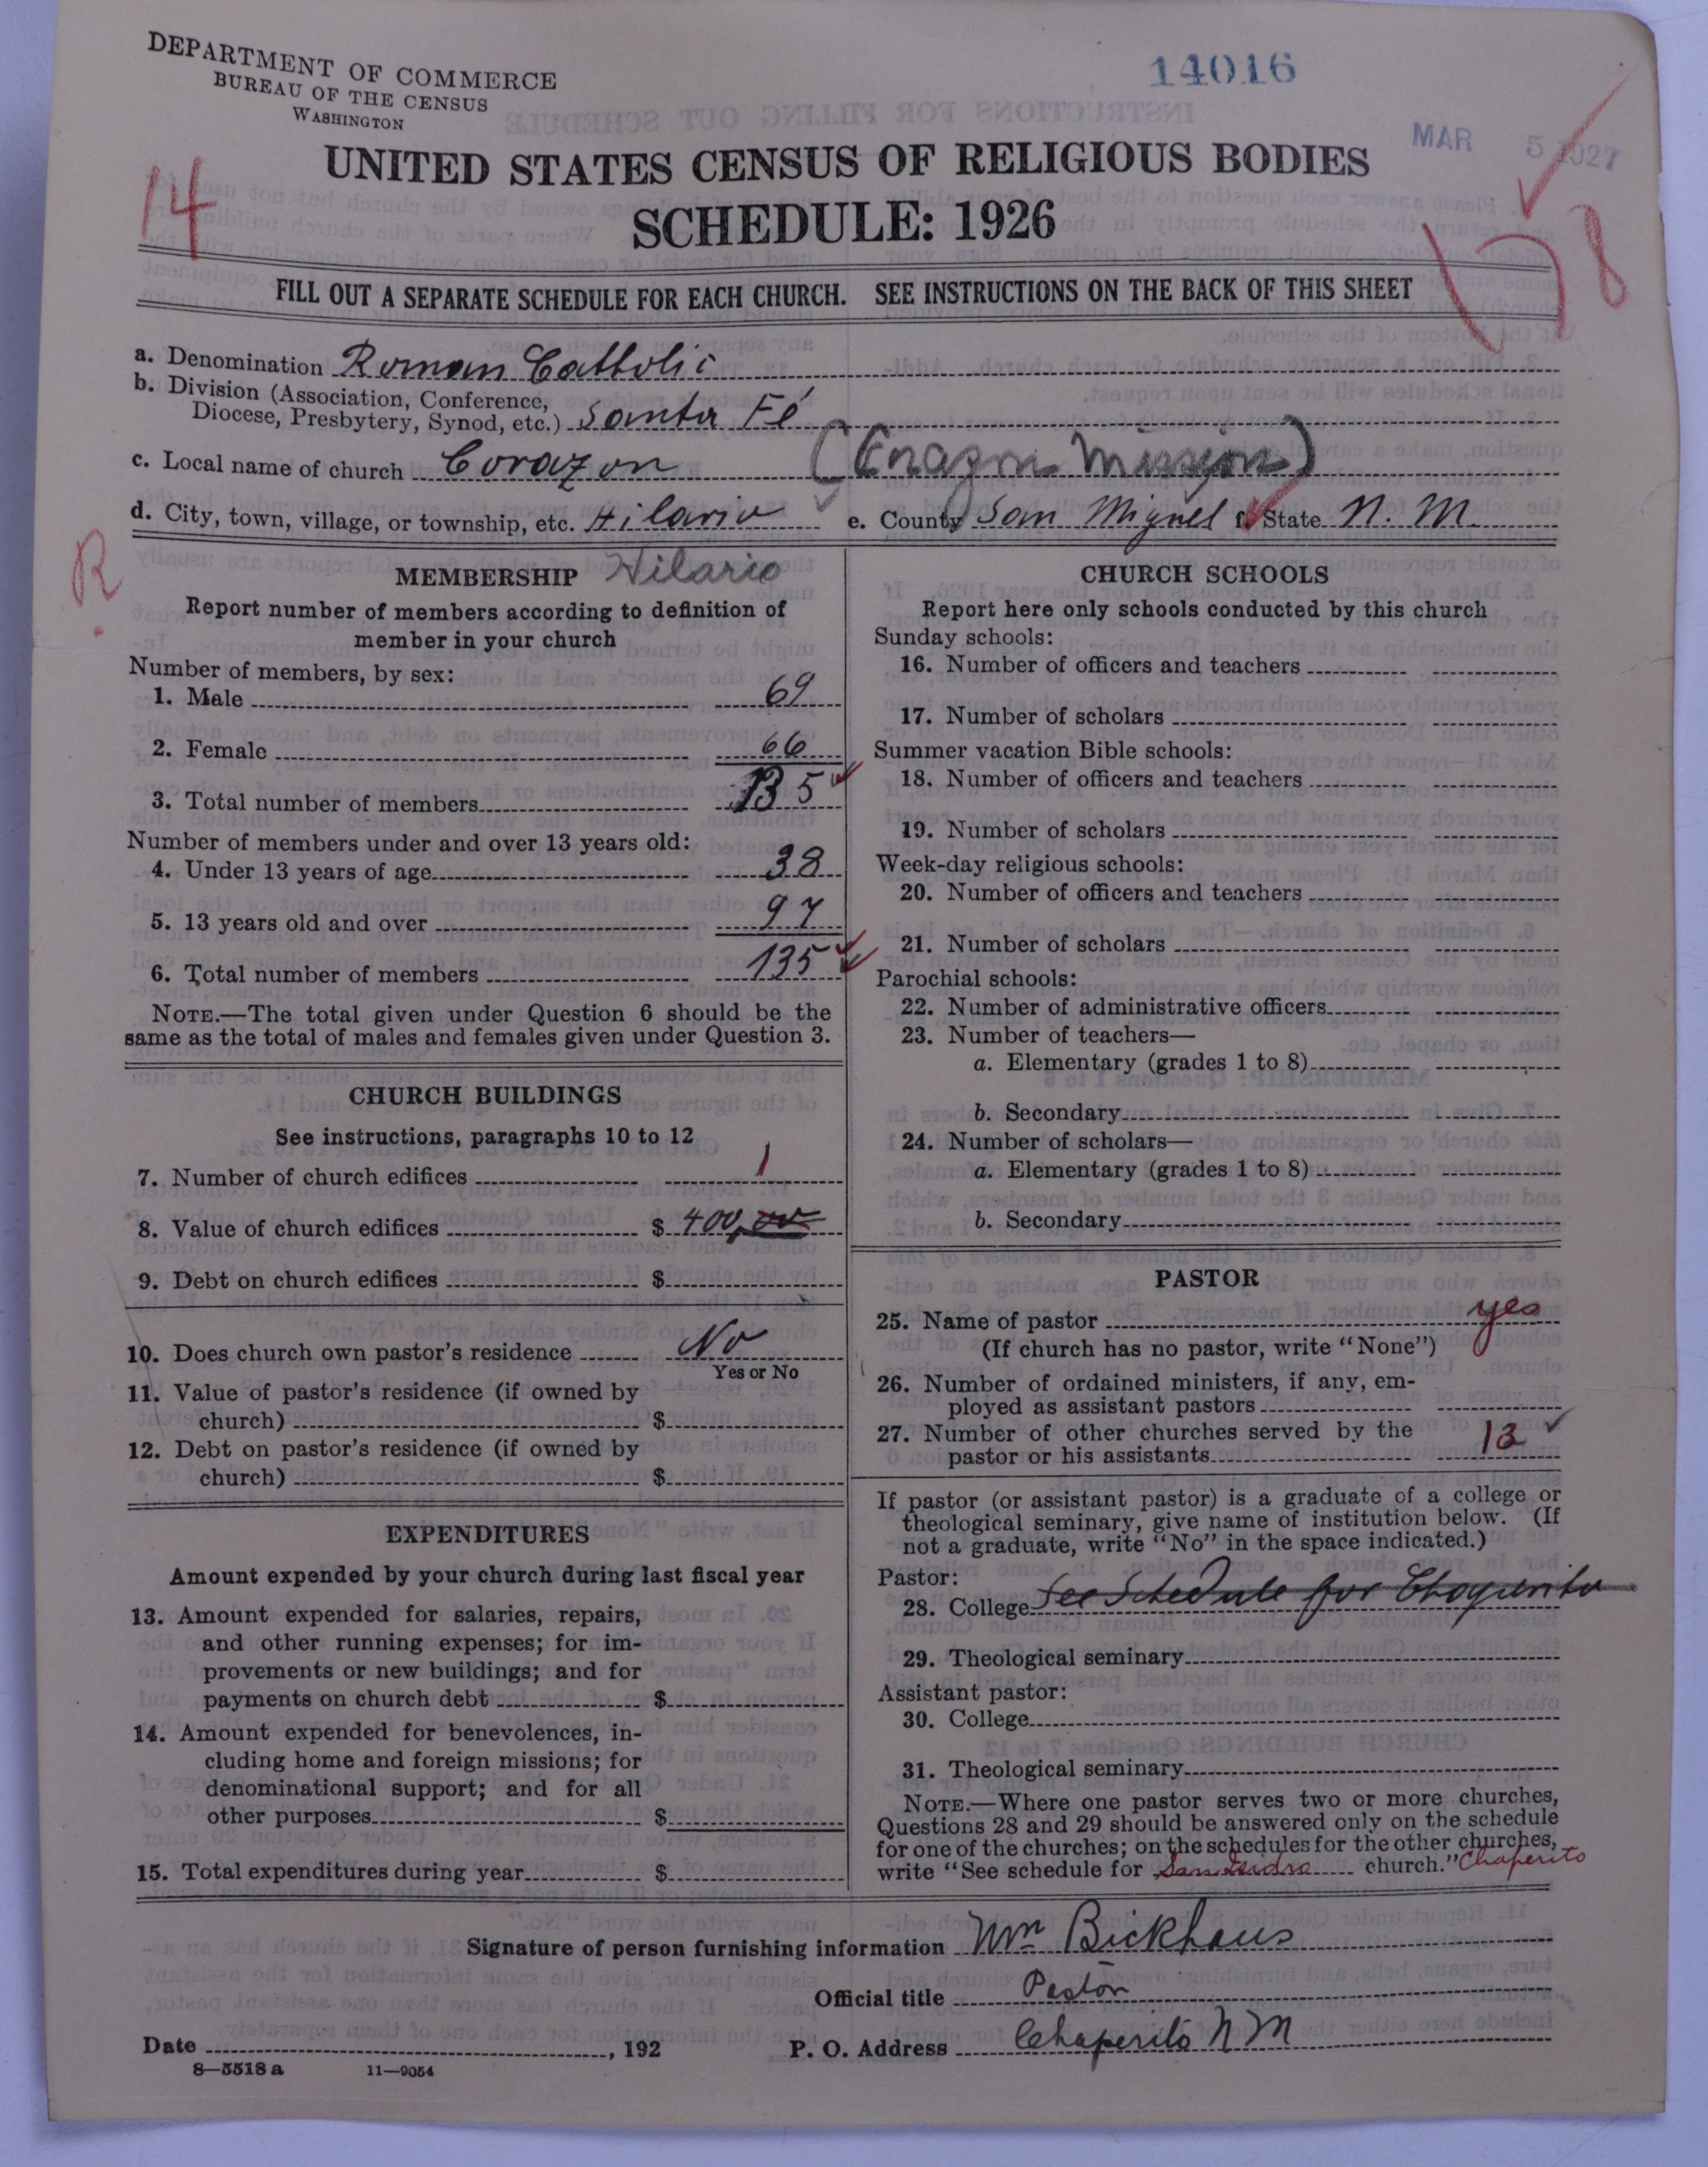 DEPARTMENT OF COMMERCE
BUREAU OF THE CENSUS
WASHINGTON
14016
MAR 5 1927
14
UNITED STATES CENSUS OF RELIGIOUS BODIES
SCHEDULE: 1926
8
FILL OUT A SEPARATE SCHEDULE FOR EACH CHURCH. SEE INSTRUCTIONS ON THE BACK OF THIS SHEET
a. Denomination Roman Catholic
b. Division (Association, Conference,
Diocese, Presbytery, Synod, etc.) Santa Fé
c. Local name of church Corazon (Corazon Mission)
d. City, town, village, or township, etc. Hilario e. County San Miguel f. State N. M.
R
MEMBERSHIP Hilario
Report number of members according to definition of
member in your church
Number of members, by sex:
1. Male 69
2. Female 66
3. Total number of members 135
Number of members under and over 13 years old:
4. Under 13 years of age 38
5. 13 years old and over 97
6. Total number of members 135
NOTE.—The total given under Question 6 should be the
same as the total of males and females given under Question 3.
CHURCH BUILDINGS
See instructions, paragraphs 10 to 12
7. Number of church edifices 1
8. Value of church edifices $ 400,00
9. Debt on church edifices $
10. Does church own pastor's residence No
Yes or No
11. Value of pastor's residence (if owned by
church) $
12. Debt on pastor's residence (if owned by
church) $
EXPENDITURES
Amount expended by your church during last fiscal year
13. Amount expended for salaries, repairs,
and other running expenses; for im-
provements or new buildings; and for
payments on church debt $
14. Amount expended for benevolences, in-
cluding home and foreign missions; for
denominational support; and for all
other purposes $
15. Total expenditures during year $
CHURCH SCHOOLS
Report here only schools conducted by this church
Sunday schools:
16. Number of officers and teachers
17. Number of scholars
Summer vacation Bible schools:
18. Number of officers and teachers
19. Number of scholars
Week-day religious schools:
20. Number of officers and teachers
21. Number of scholars
Parochial schools:
22. Number of administrative officers
23. Number of teachers—
a. Elementary (grades 1 to 8)
b. Secondary
24. Number of scholars—
a. Elementary (grades 1 to 8)
b. Secondary
PASTOR
25. Name of pastor yes
(If church has no pastor, write "None")
26. Number of ordained ministers, if any, em-
ployed as assistant pastors
27. Number of other churches served by the
pastor or his assistants 13
If pastor (or assistant pastor) is a graduate of a college or
theological seminary, give name of institution below. (If
not a graduate, write "No" in the space indicated.)
Pastor:
28. College See Schedule for Chaperito
29. Theological seminary
Assistant pastor:
30. College
31. Theological seminary
NOTE.—Where one pastor serves two or more churches,
Questions 28 and 29 should be answered only on the schedule
for one of the churches; on the schedules for the other churches,
write "See schedule for San Isidro church." Chaperito
Signature of person furnishing information Wm Bickhaus
Official title Pastor
Date , 192 P. O. Address Chaperito N M
8—5518 a 11—9054